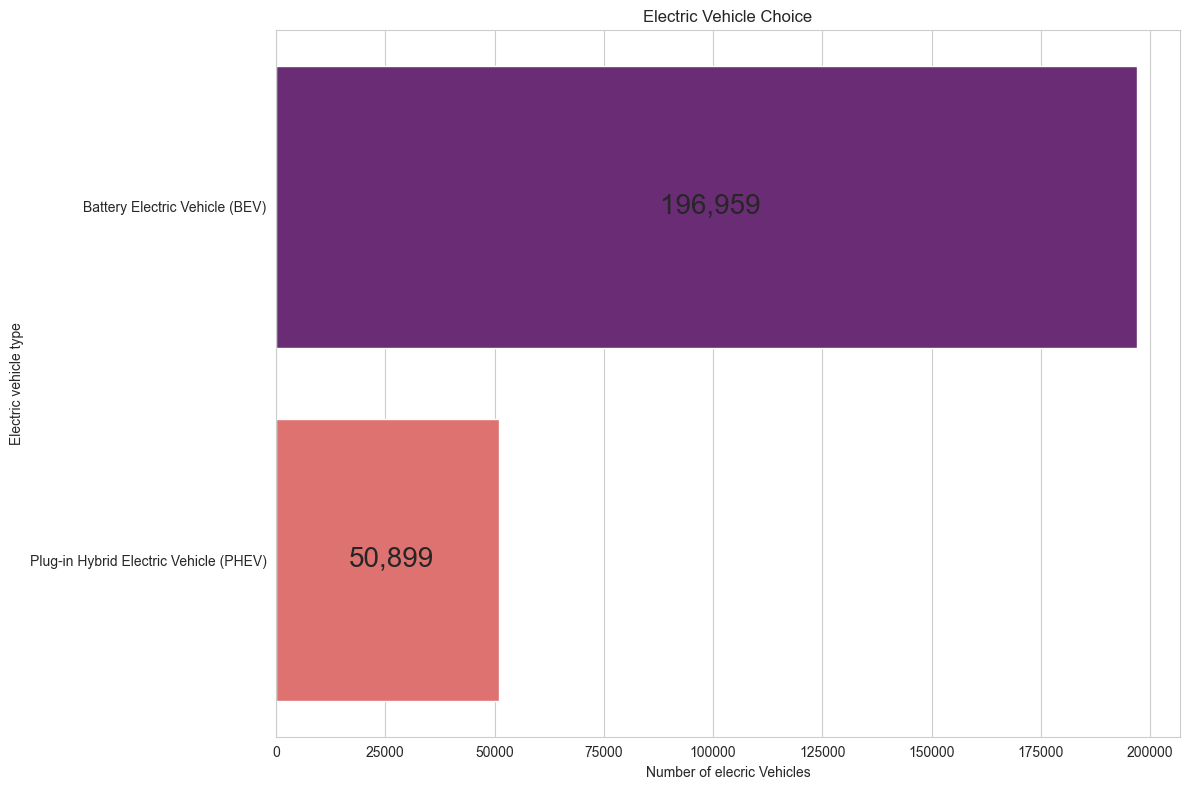 Electric Vehicle Choice
Electric vehicle type
Battery Electric Vehicle (BEV)
196,959
Plug-in Hybrid Electric Vehicle (PHEV)
50,899
0 25000 50000 75000 100000 125000 150000 175000 200000
Number of elecric Vehicles